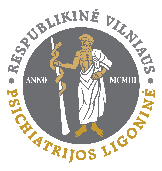 RESPUBLIKINĖ VILNIAUS
ANNO MCMIII
PSICHIATRIJOS LIGONINĖ